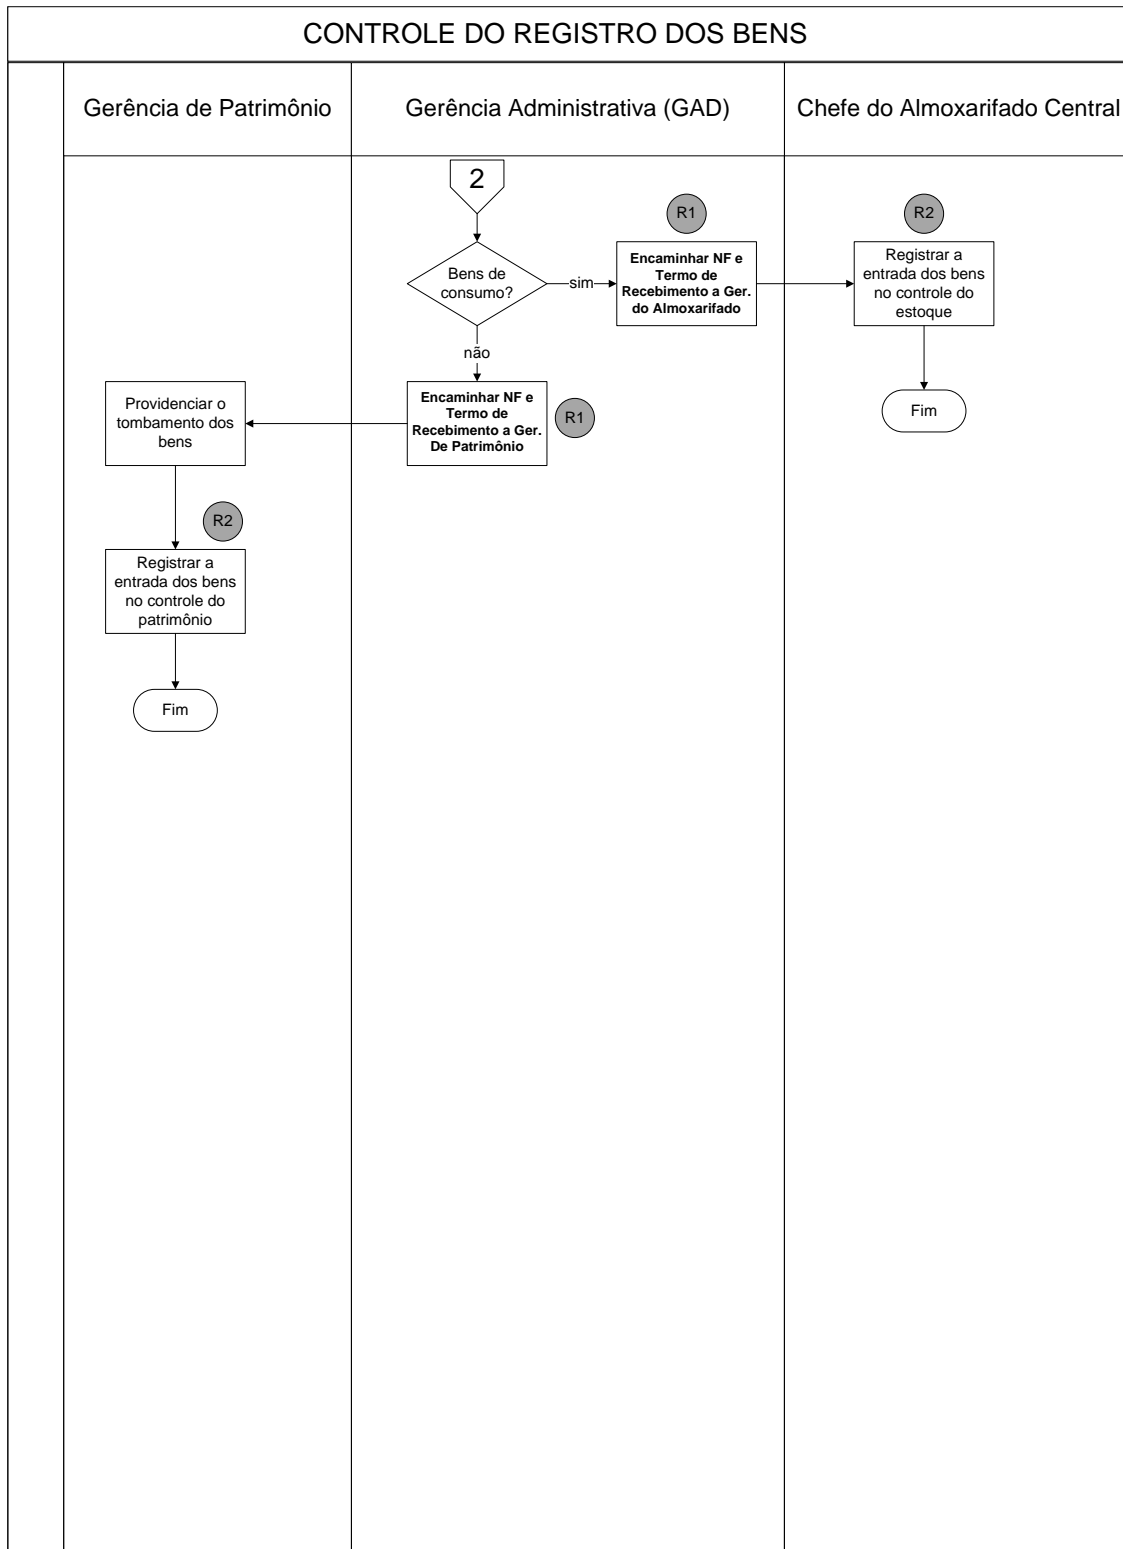 CONTROLE DO REGISTRO DOS BENS
Gerência de Patrimônio
Gerência Administrativa (GAD)
Chefe do Almoxarifado Central
2
R1
R2
Bens de
consumo?
sim
Encaminhar NF e
Termo de
Recebimento a Ger.
do Almoxarifado
Registrar a
entrada dos bens
no controle do
estoque
não
Fim
Providenciar o
tombamento dos
bens
Encaminhar NF e
Termo de
Recebimento a Ger.
De Patrimônio
R1
R2
Registrar a
entrada dos bens
no controle do
patrimônio
Fim